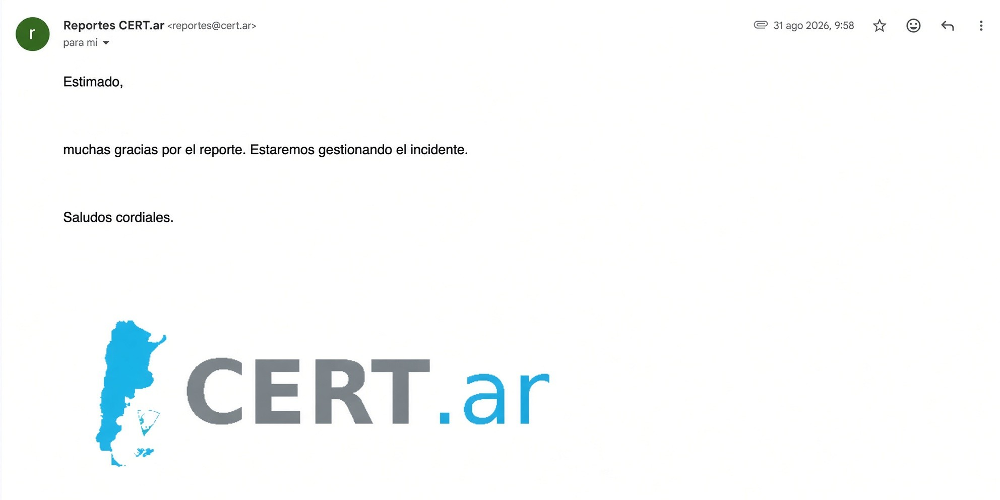 r
Reportes CERT.ar <reportes@cert.ar>
31 ago 2026, 9:58
para mí
Estimado,
muchas gracias por el reporte. Estaremos gestionando el incidente.
Saludos cordiales.
CERT.ar